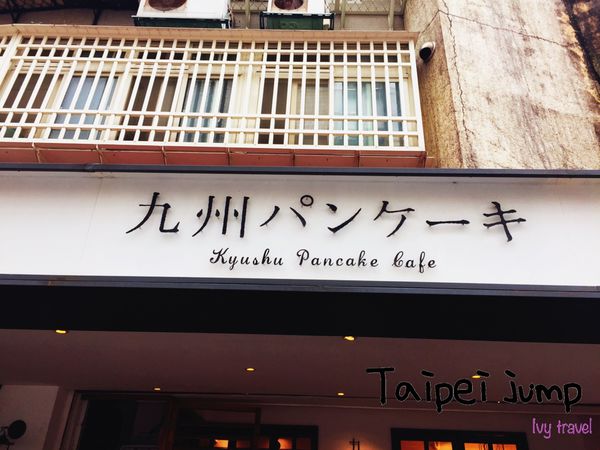 九州パンケーキ
Kyushu Pancake Cafe
Taipei jump
Ivy travel